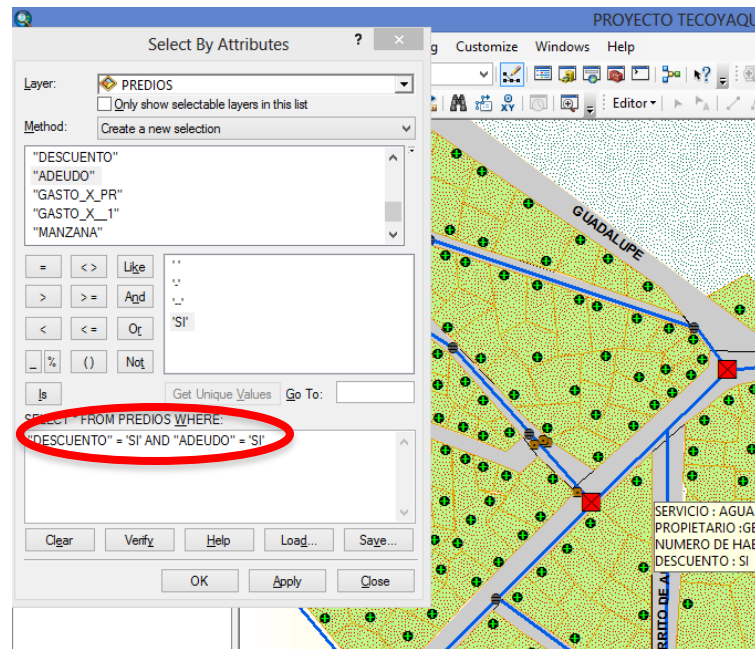 PROYECTO TECOYAQU
Select By Attributes
?
Customize Windows Help
Layer: PREDIOS
Only show selectable layers in this list
Method: Create a new selection
Editor
"DESCUENTO"
"ADEUDO"
"GASTO_X_PR"
"GASTO_X__1"
"MANZANA"
= <> Like
> >= And
< <= Or
_ % () Not
Is
' '
'-'
'SI'
Get Unique Values Go To:
SELECT * FROM PREDIOS WHERE:
"DESCUENTO" = 'SI' AND "ADEUDO" = 'SI'
Clear Verify Help Load... Save...
OK Apply Close
GUADALUPE
SERVICIO : AGUA
PROPIETARIO :GE
NUMERO DE HAB
DESCUENTO : SI